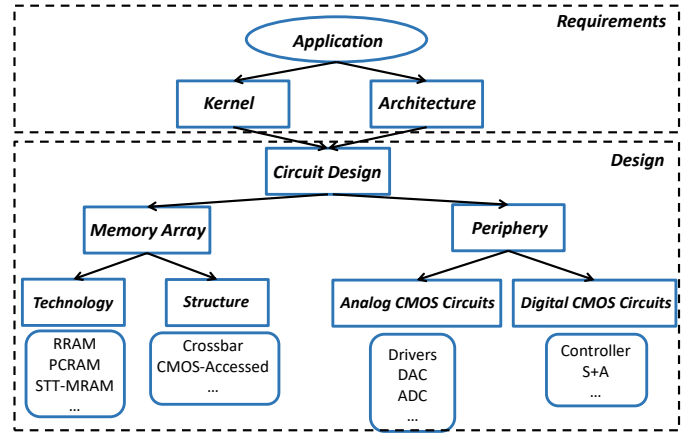 Requirements
Application
Kernel
Architecture
Design
Circuit Design
Memory Array
Periphery
Technology
Structure
Analog CMOS Circuits
Digital CMOS Circuits
RRAM
PCRAM
STT-MRAM
...
Crossbar
CMOS-Accessed
...
Drivers
DAC
ADC
...
Controller
S+A
...